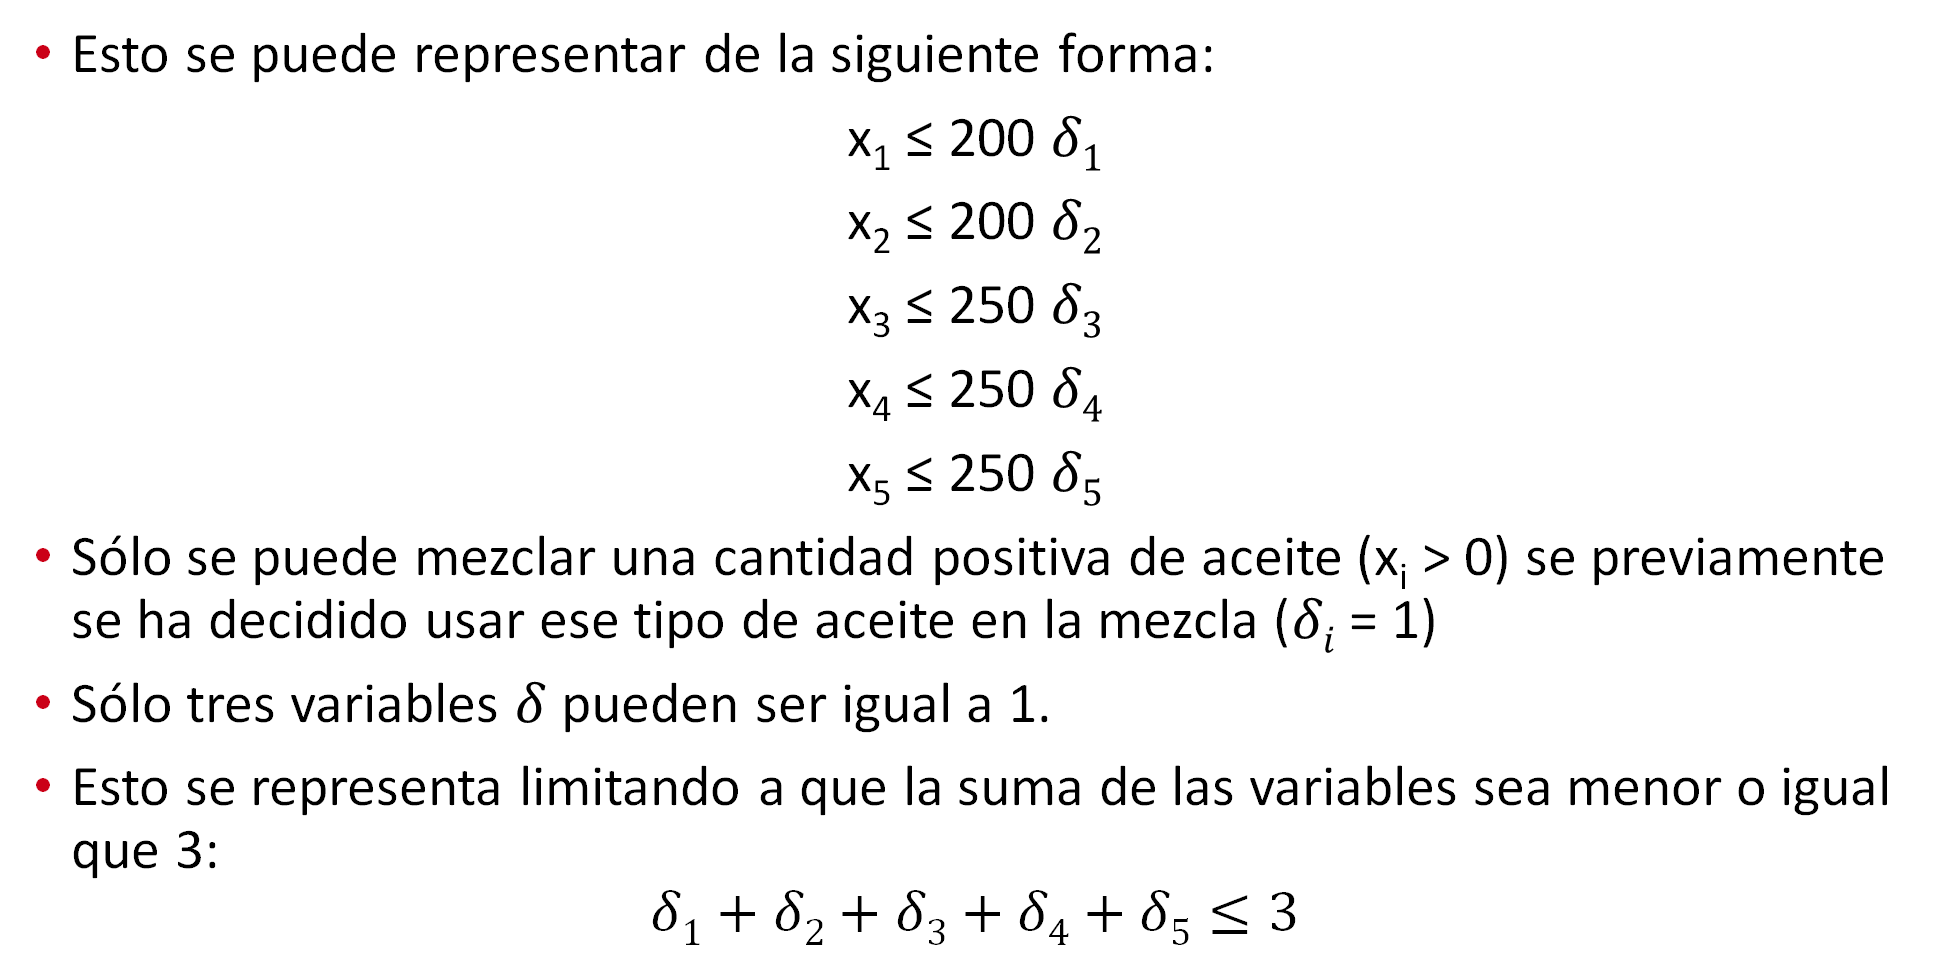 • Esto se puede representar de la siguiente forma:
x₁ ≤ 200 δ₁
x₂ ≤ 200 δ₂
x₃ ≤ 250 δ₃
x₄ ≤ 250 δ₄
x₅ ≤ 250 δ₅
• Sólo se puede mezclar una cantidad positiva de aceite (xᵢ > 0) se previamente
se ha decidido usar ese tipo de aceite en la mezcla (δᵢ = 1)
• Sólo tres variables δ pueden ser igual a 1.
• Esto se representa limitando a que la suma de las variables sea menor o igual
que 3:
δ₁ + δ₂ + δ₃ + δ₄ + δ₅ ≤ 3